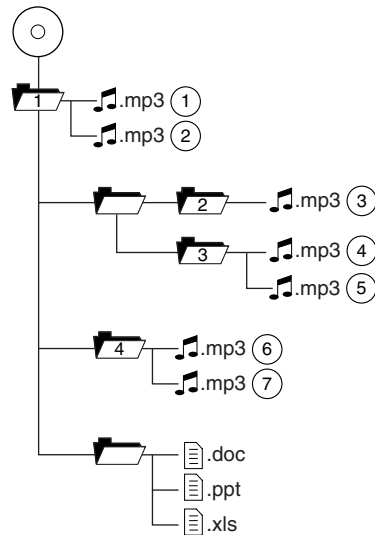 1 .mp3 1
.mp3 2
2 .mp3 3
3 .mp3 4
.mp3 5
4 .mp3 6
.mp3 7
.doc
.ppt
.xls